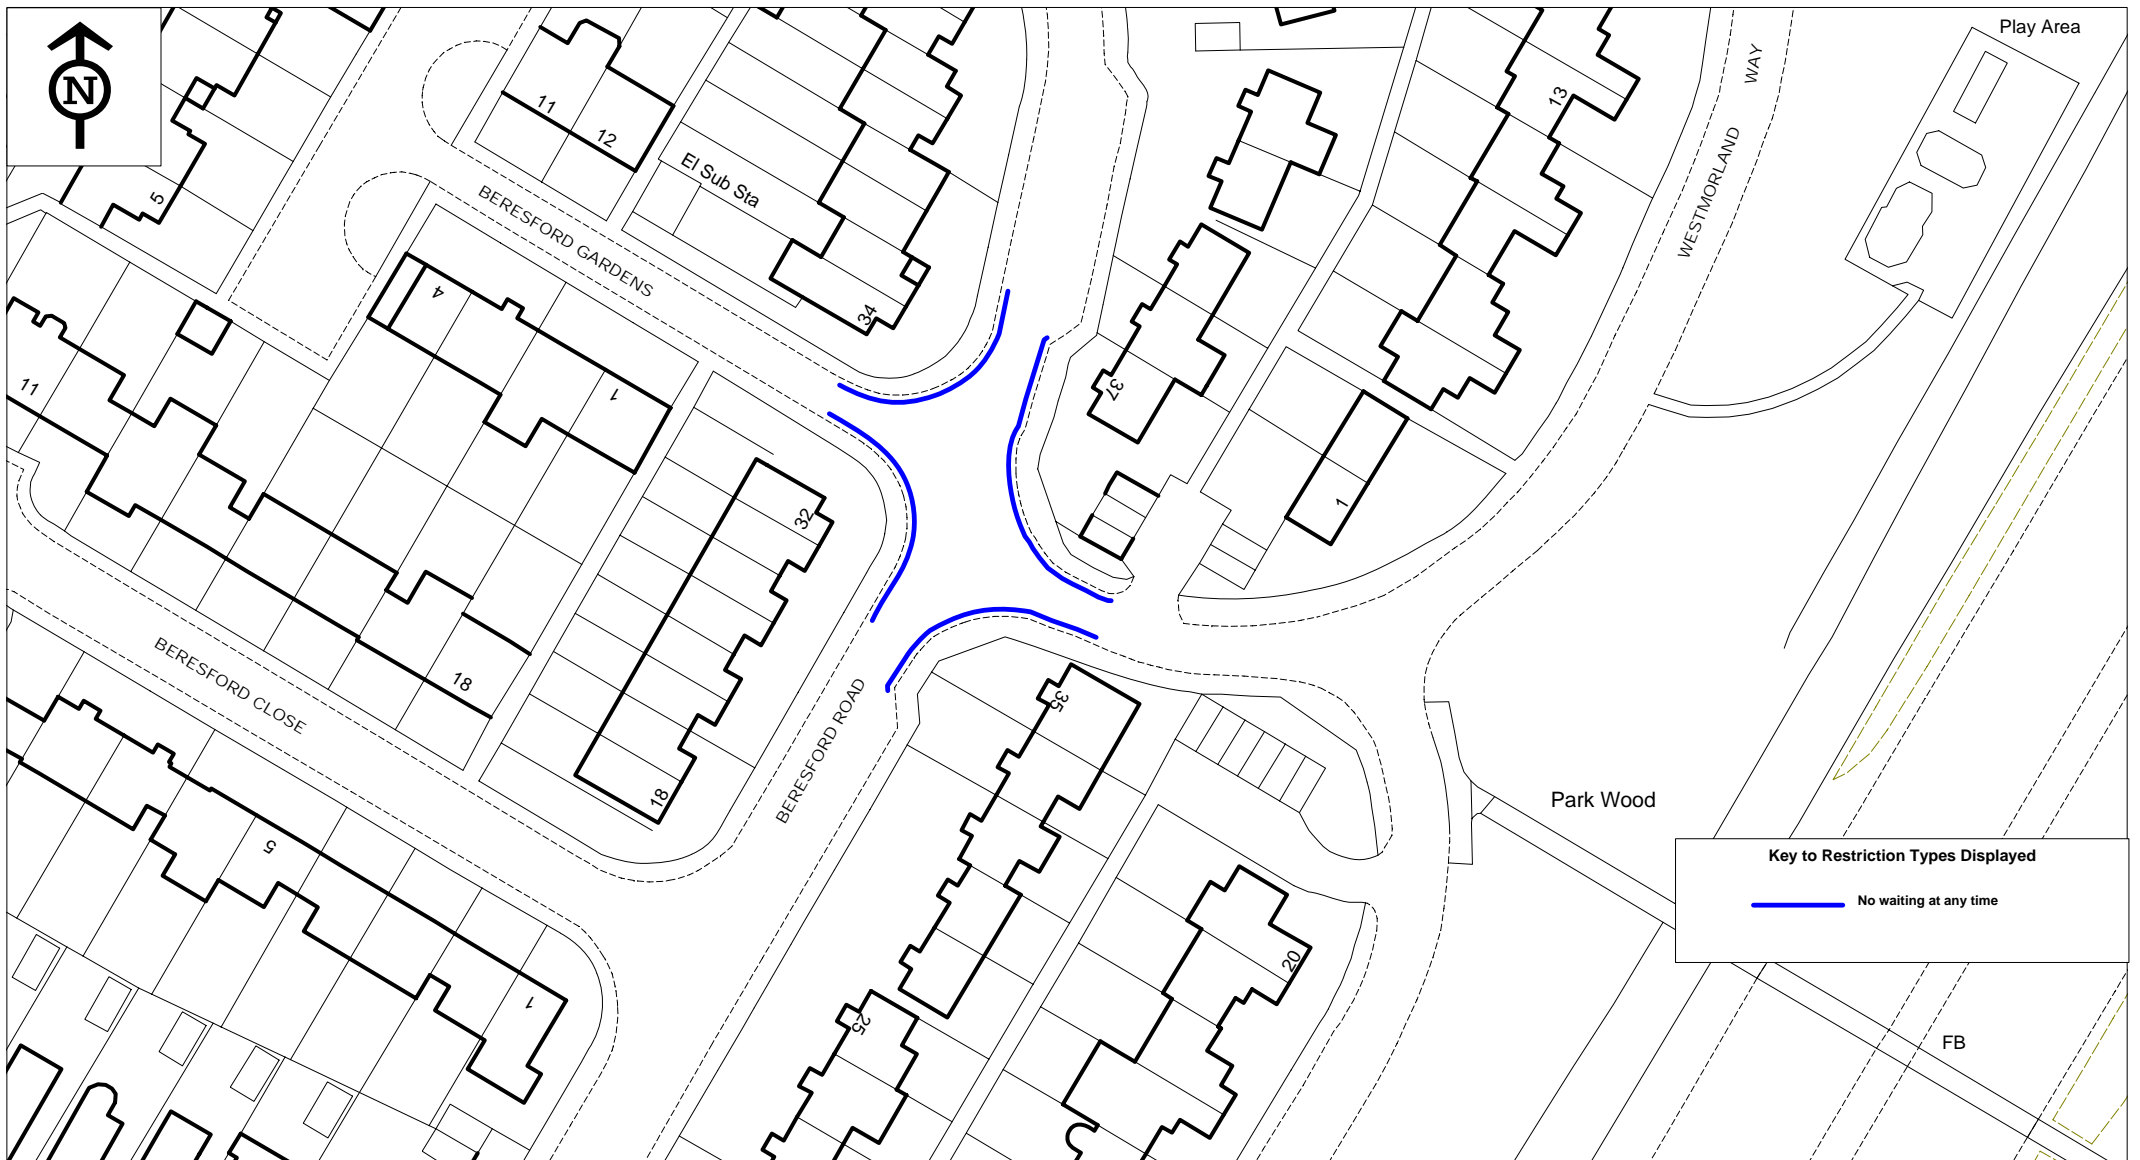 N
Play Area
WESTMORLAND WAY
13
11
12
5
El Sub Sta
BERESFORD GARDENS
34
4
1
11
37
32
1
18
BERESFORD CLOSE
BERESFORD ROAD
35
18
5
Park Wood
Key to Restriction Types Displayed
No waiting at any time
20
1
25
FB